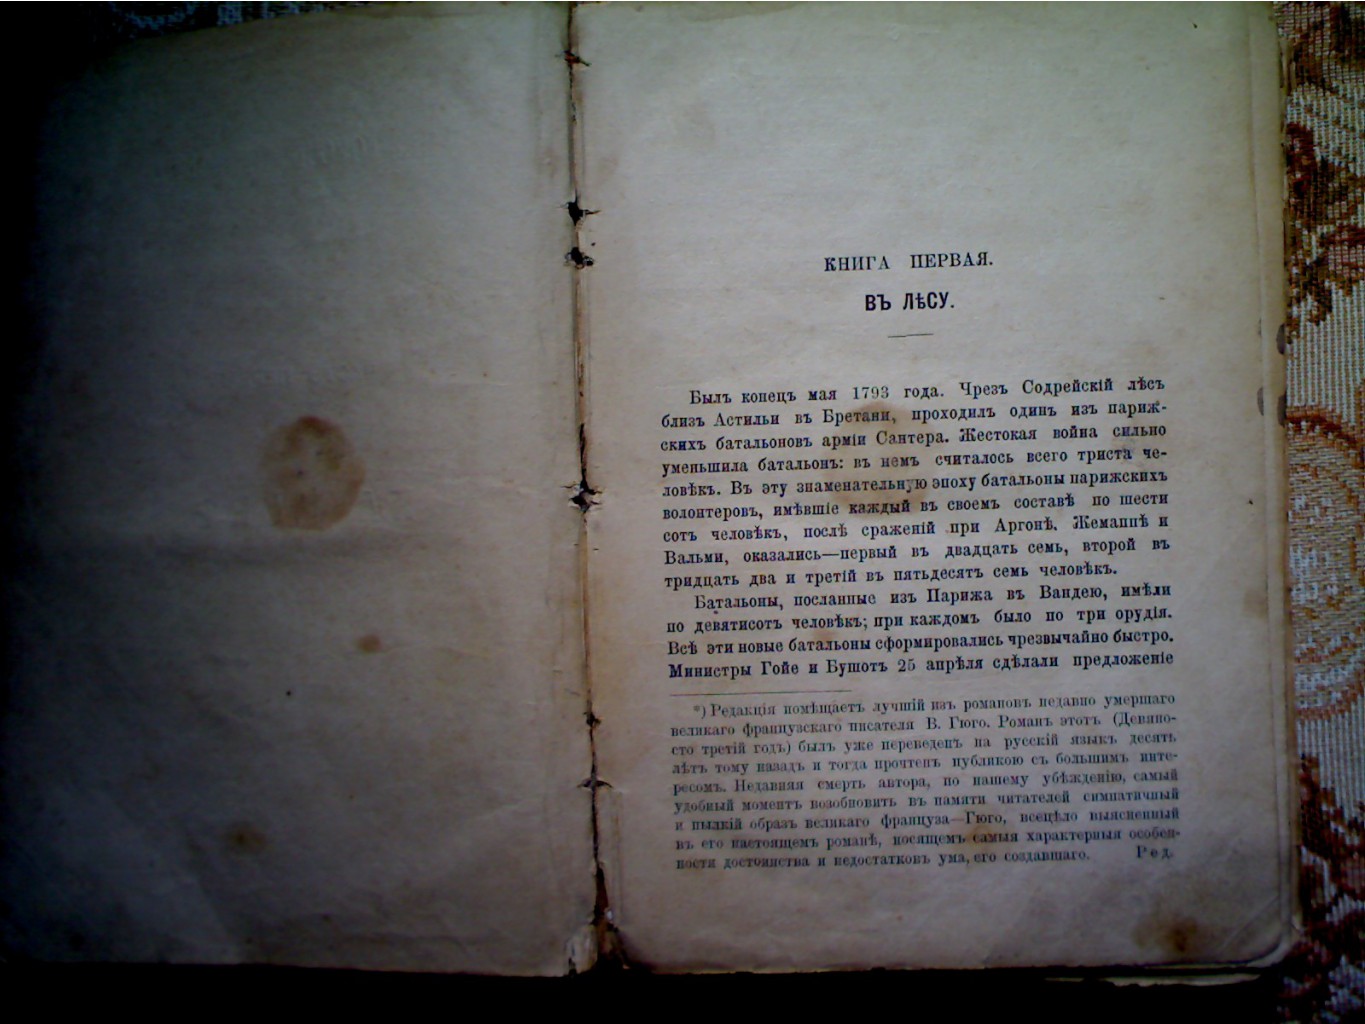 КНИГА ПЕРВАЯ.
ВЪ ЛѢСУ.
Былъ конецъ мая 1793 года. Чрезъ Содрейскій лѣсъ
близъ Астильи въ Бретани, проходилъ одинъ изъ париж-
скихъ батальоновъ арміи Сантера. Жестокая война сильно
уменьшила батальонъ: въ немъ считалось всего триста че-
ловѣкъ. Въ эту знаменательную эпоху батальоны парижскихъ
волонтеровъ, имѣвшіе каждый въ своемъ составѣ по шести
сотъ человѣкъ, послѣ сраженій при Аргонѣ, Жемаппѣ и
Вальми, оказались—первый въ двадцать семь, второй въ
тридцать два и третій въ пятьдесятъ семь человѣкъ.
Батальоны, посланные изъ Парижа въ Вандею, имѣли
по девятисотъ человѣкъ; при каждомъ было по три орудія.
Всѣ эти новые батальоны сформировались чрезвычайно быстро.
Министры Гойе и Бушотъ 25 апрѣля сдѣлали предложеніе
*) Редакція помѣщаетъ лучшій изъ романовъ недавно умершаго
великаго французскаго писателя В. Гюго. Романъ этотъ (Девяно-
сто третій годъ) былъ уже переведенъ на русскій языкъ десять
лѣтъ тому назадъ и тогда прочтенъ публикою съ большимъ инте-
ресомъ. Недавняя смерть автора, по нашему убѣжденію, самый
удобный моментъ возобновить въ памяти читателей симпатичный
и пылкій образъ великаго француза—Гюго, всецѣло выясненный
въ его настоящемъ романѣ, носящемъ самыя характерныя особен-
ности достоинства и недостатковъ ума, его создавшаго. Ред.